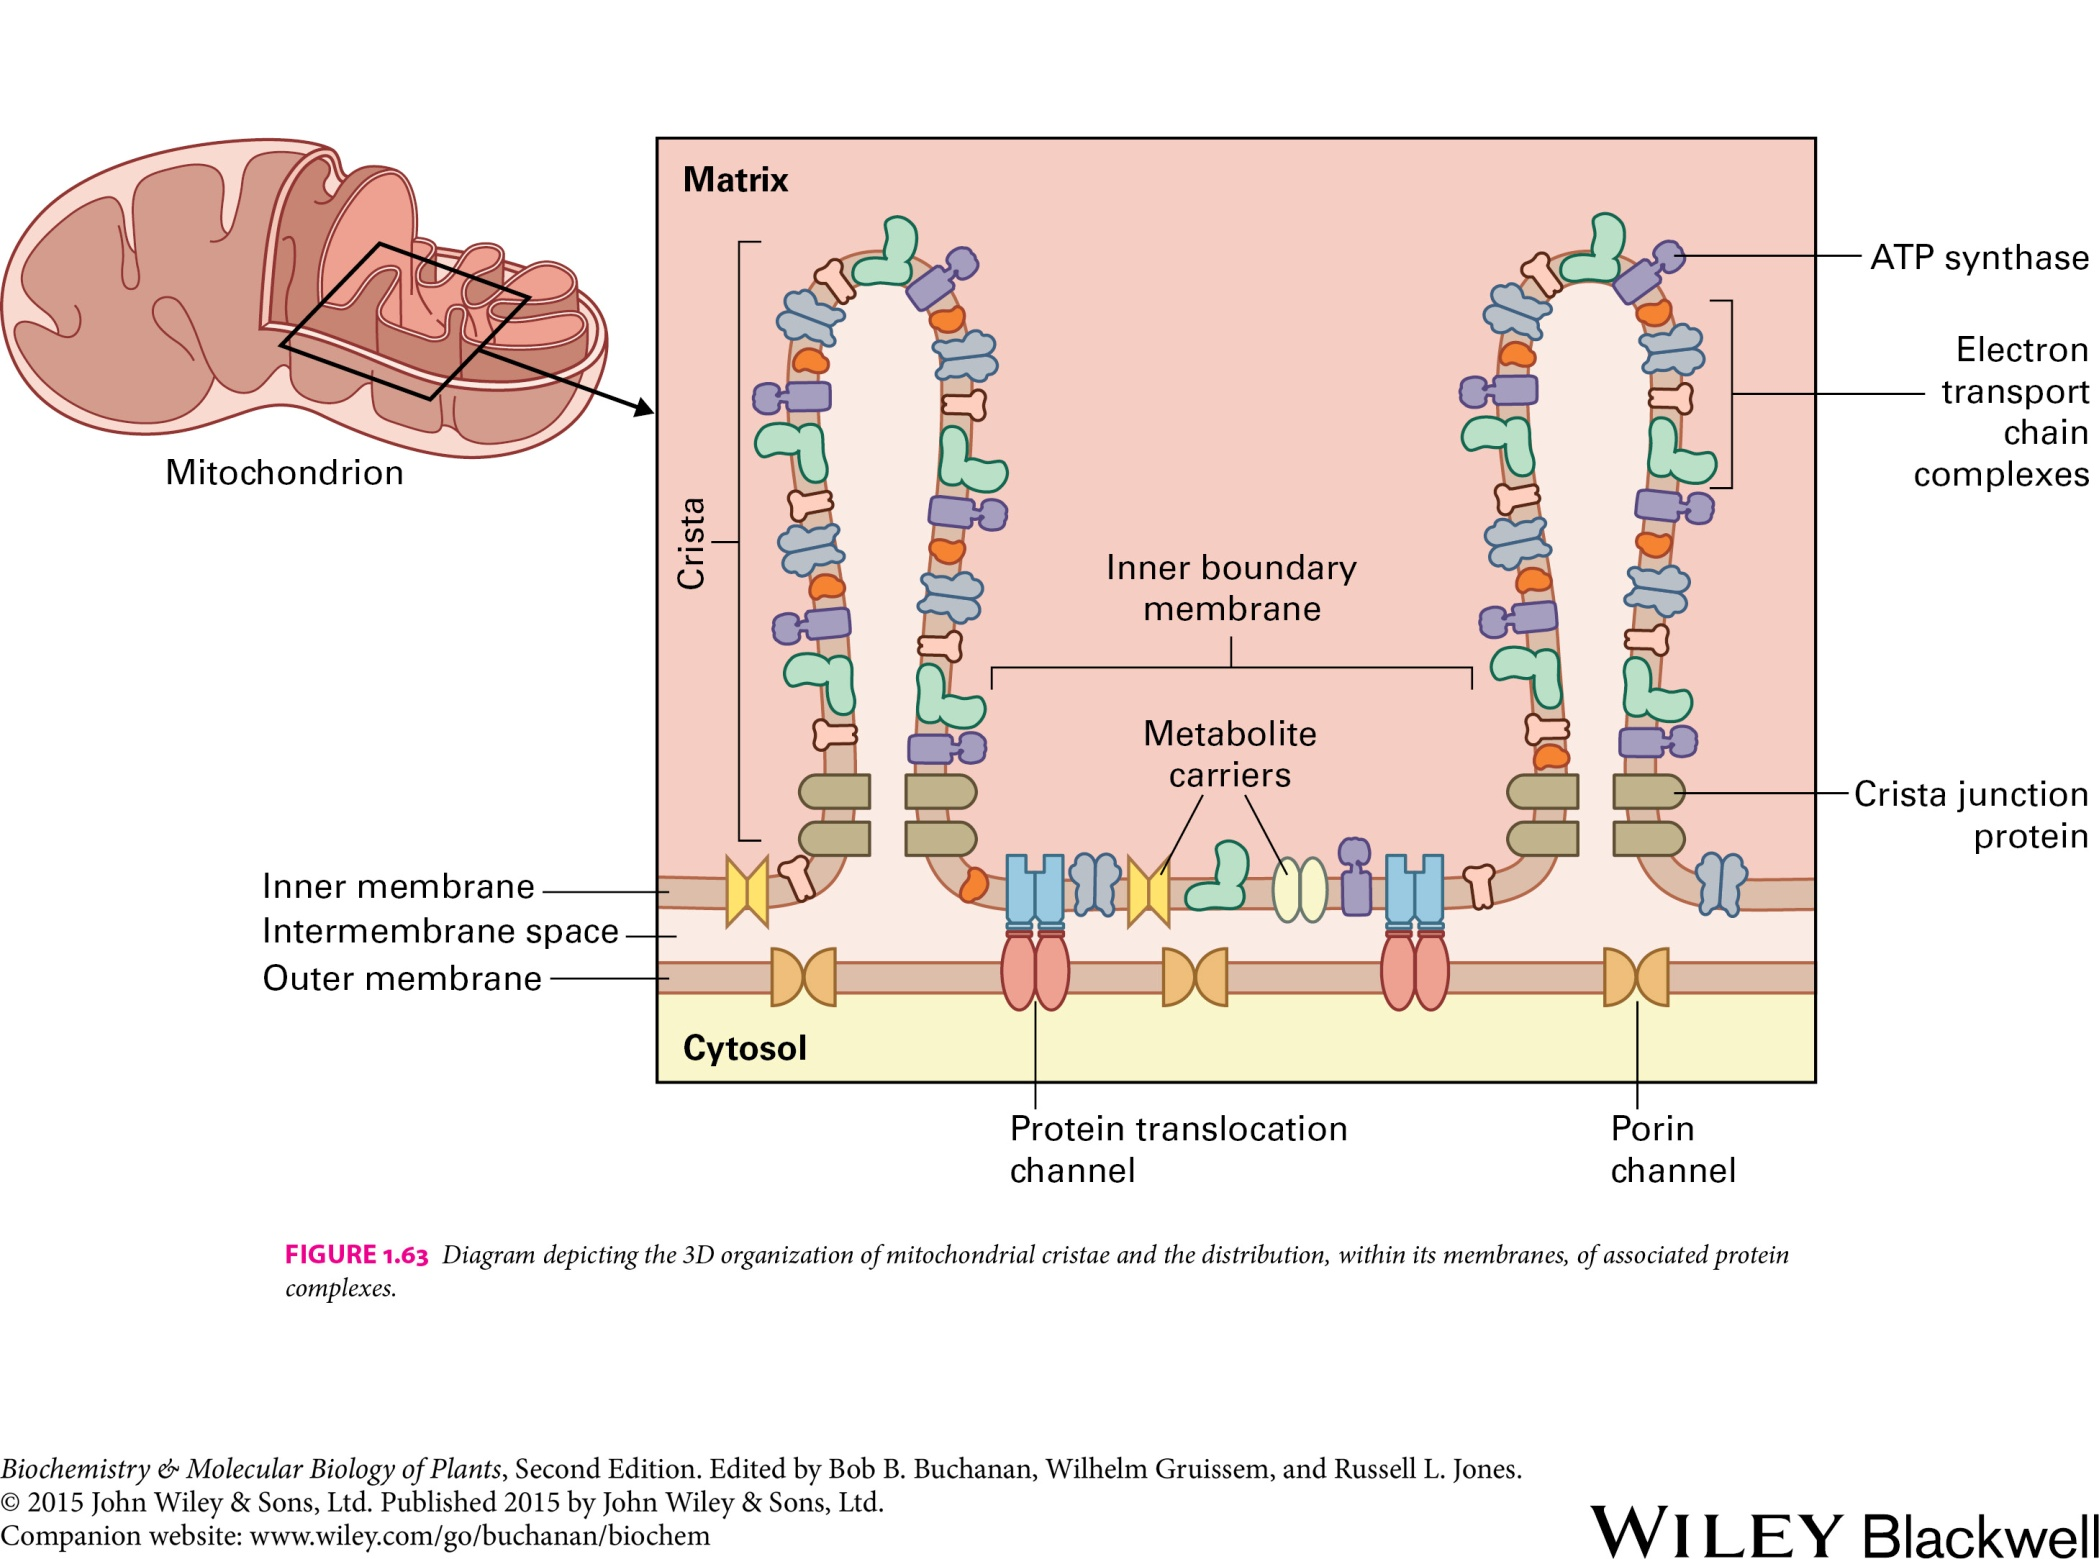 Matrix
ATP synthase
Electron
transport
chain
complexes
Mitochondrion
Crista
Inner boundary
membrane
Metabolite
carriers
Crista junction
protein
Inner membrane
Intermembrane space
Outer membrane
Cytosol
Protein translocation
channel
Porin
channel
FIGURE 1.63 Diagram depicting the 3D organization of mitochondrial cristae and the distribution, within its membranes, of associated protein
complexes.
Biochemistry & Molecular Biology of Plants, Second Edition. Edited by Bob B. Buchanan, Wilhelm Gruissem, and Russell L. Jones.
© 2015 John Wiley & Sons, Ltd. Published 2015 by John Wiley & Sons, Ltd.
Companion website: www.wiley.com/go/buchanan/biochem
WILEY Blackwell